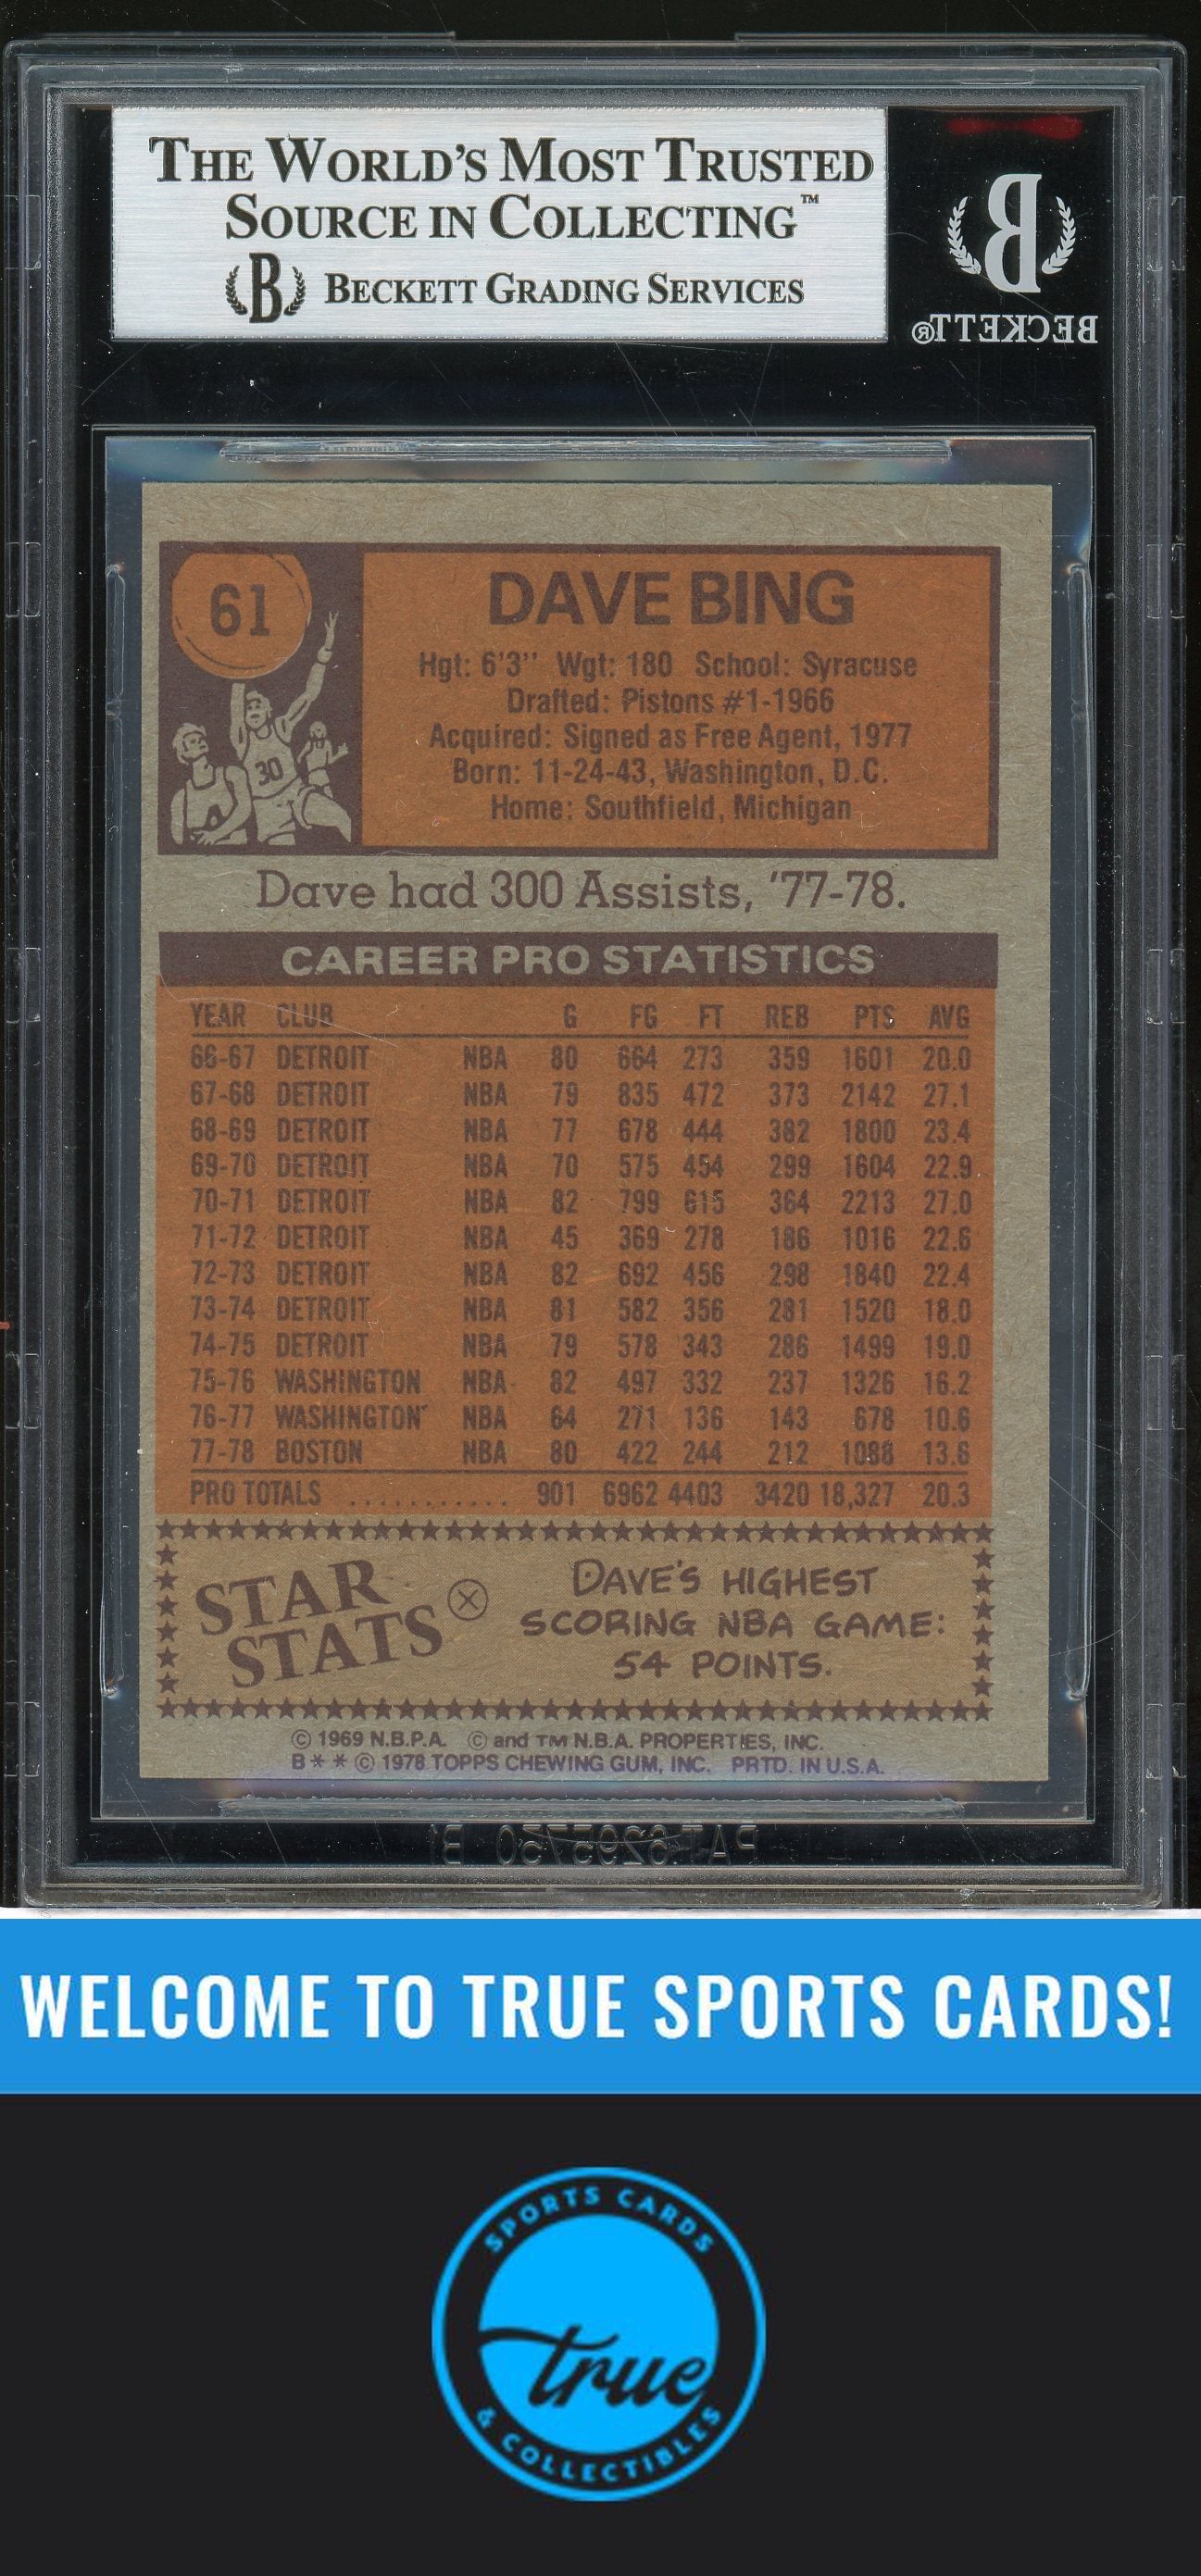 THE WORLD'S MOST TRUSTED
SOURCE IN COLLECTING™
B BECKETT GRADING SERVICES
B
BECKETT®
61
30
DAVE BING
Hgt: 6'3" Wgt: 180 School: Syracuse
Drafted: Pistons #1-1966
Acquired: Signed as Free Agent, 1977
Born: 11-24-43, Washington, D.C.
Home: Southfield, Michigan
Dave had 300 Assists, '77-78.
CAREER PRO STATISTICS
YEAR CLUB G FG FT REB PTS AVG
66-67 DETROIT NBA 80 664 273 359 1601 20.0
67-68 DETROIT NBA 79 835 472 373 2142 27.1
68-69 DETROIT NBA 77 678 444 382 1800 23.4
69-70 DETROIT NBA 70 575 454 299 1604 22.9
70-71 DETROIT NBA 82 799 615 364 2213 27.0
71-72 DETROIT NBA 45 369 278 186 1016 22.6
72-73 DETROIT NBA 82 692 456 298 1840 22.4
73-74 DETROIT NBA 81 582 356 281 1520 18.0
74-75 DETROIT NBA 79 578 343 286 1499 19.0
75-76 WASHINGTON NBA 82 497 332 237 1326 16.2
76-77 WASHINGTON NBA 64 271 136 143 678 10.6
77-78 BOSTON NBA 80 422 244 212 1088 13.6
PRO TOTALS ........... 901 6962 4403 3420 18,327 20.3
STAR
STATS
DAVE'S HIGHEST
SCORING NBA GAME:
54 POINTS.
© 1969 N.B.P.A. © and TM N.B.A. PROPERTIES, INC.
B** © 1978 TOPPS CHEWING GUM, INC. PRTD. IN U.S.A.
PAT. 6295750 B1
WELCOME TO TRUE SPORTS CARDS!
SPORTS CARDS
true
& COLLECTIBLES